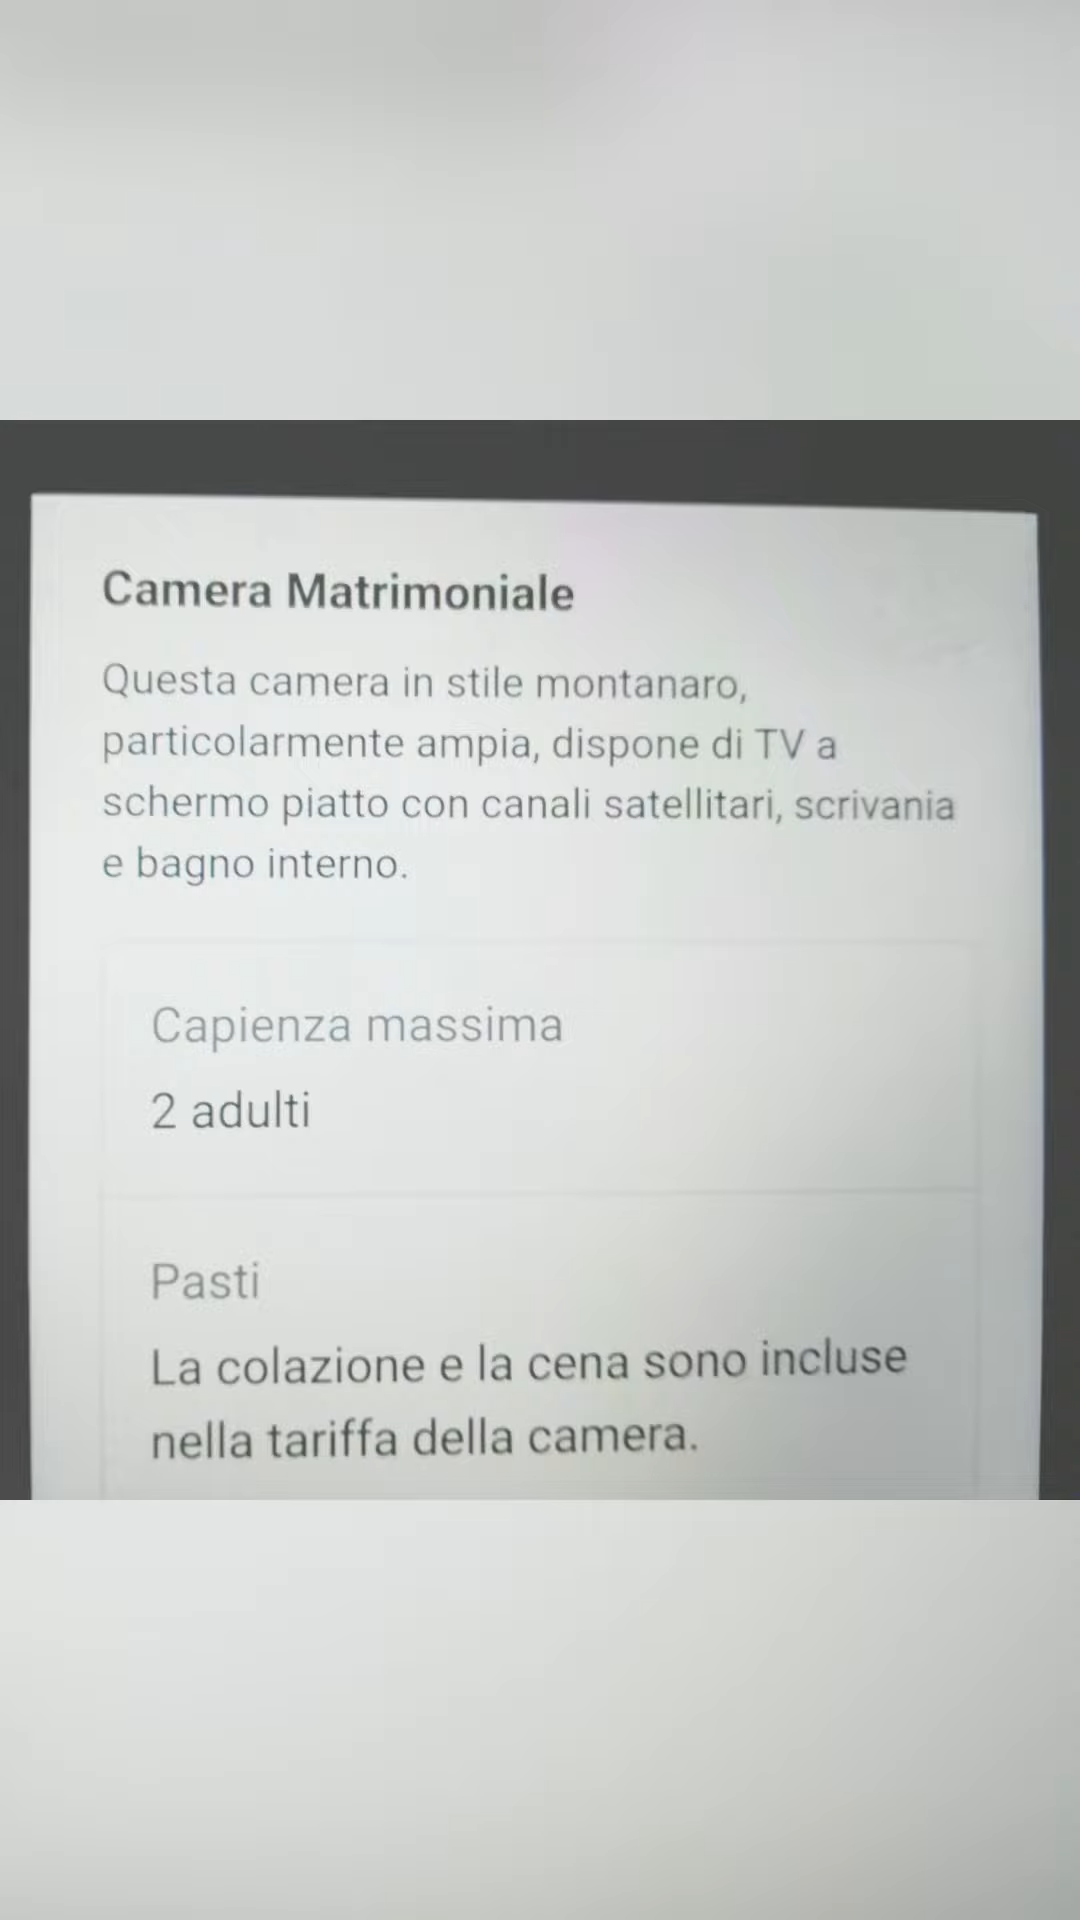 Camera Matrimoniale
Questa camera in stile montanaro,
particolarmente ampia, dispone di TV a
schermo piatto con canali satellitari, scrivania
e bagno interno.
Capienza massima
2 adulti
Pasti
La colazione e la cena sono incluse
nella tariffa della camera.